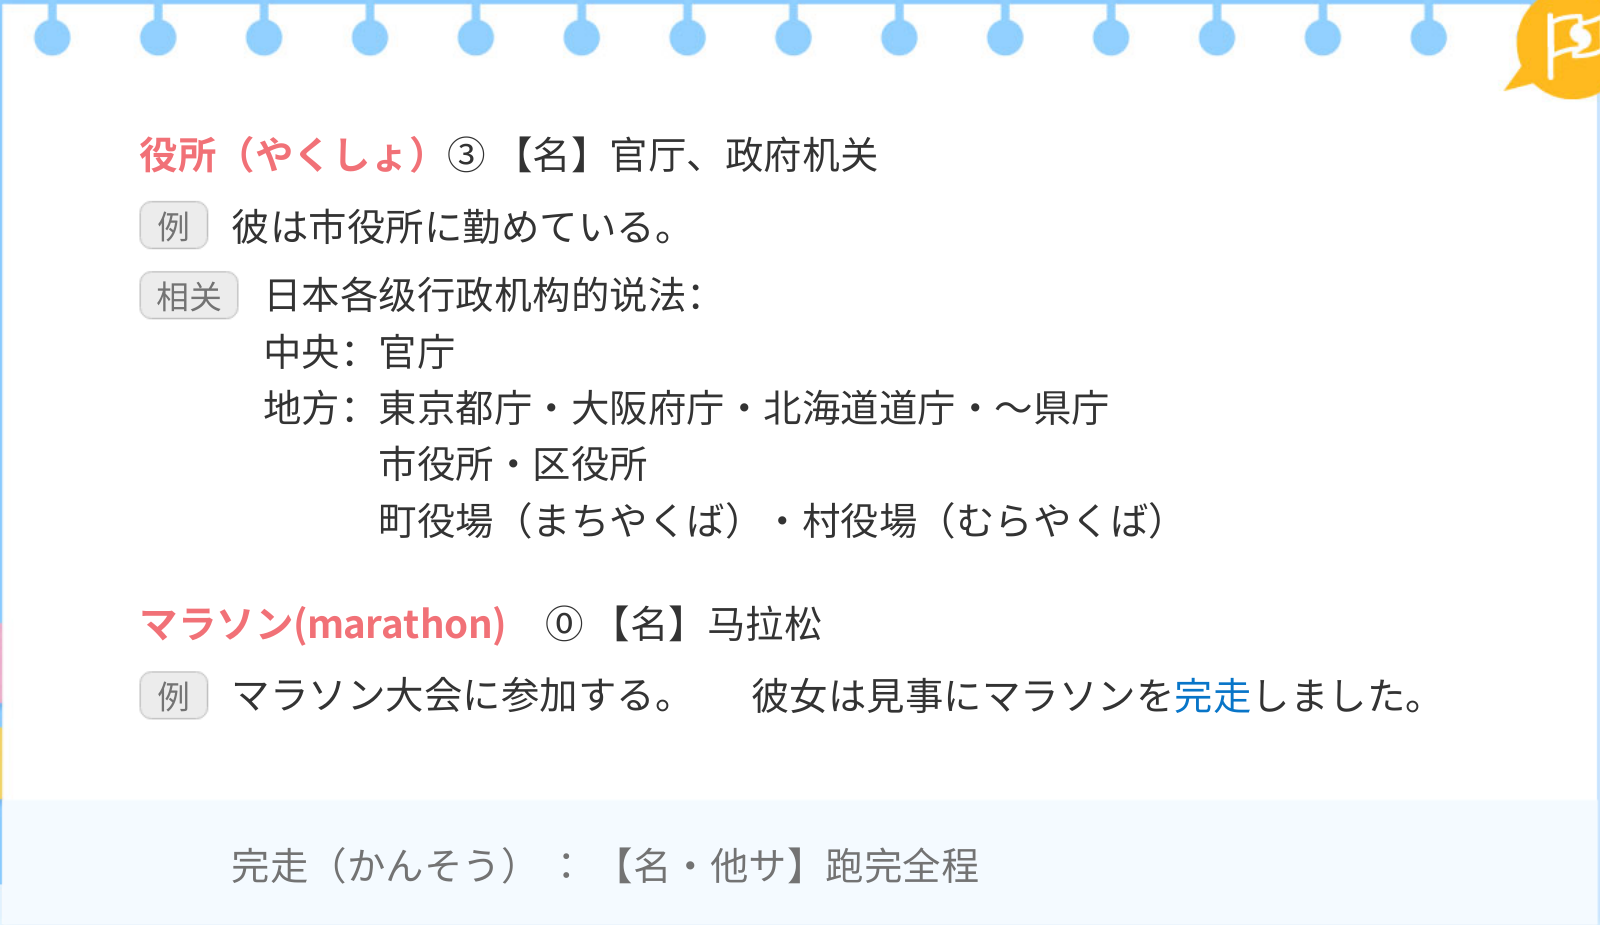 役所（やくしょ）③ 【名】官厅、政府机关
例 彼は市役所に勤めている。
相关 日本各级行政机构的说法：
中央：官庁
地方：東京都庁・大阪府庁・北海道道庁・～県庁
市役所・区役所
町役場（まちやくば）・村役場（むらやくば）
マラソン(marathon) ⓪ 【名】马拉松
例 マラソン大会に参加する。 彼女は見事にマラソンを完走しました。
完走（かんそう）：【名・他サ】跑完全程